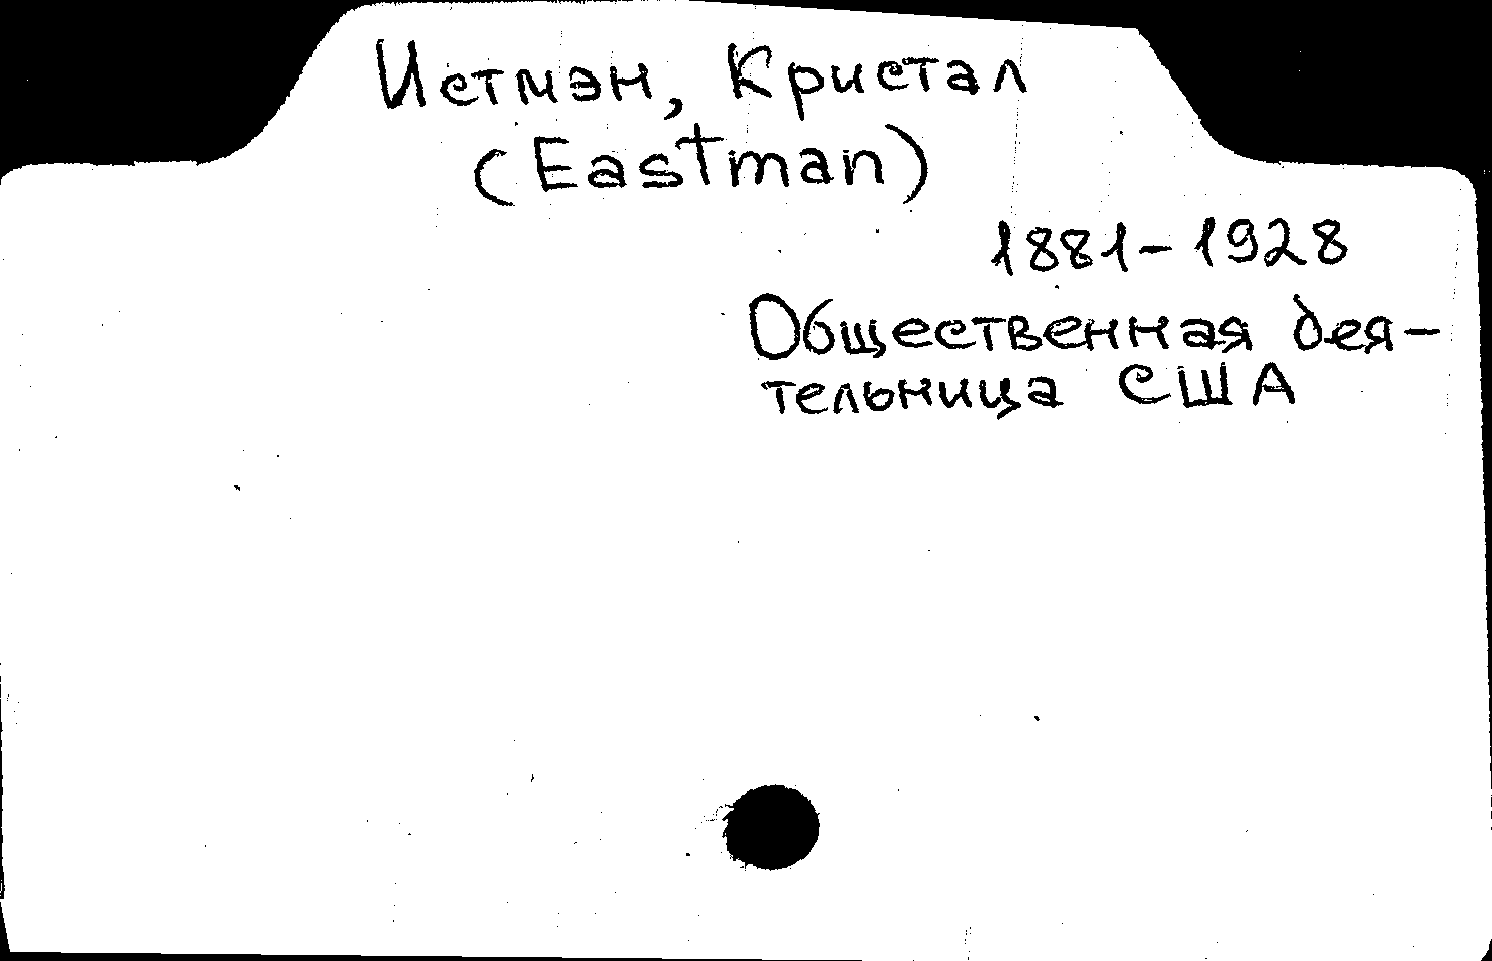 Истмэн, Кристал
(Eastman)
1881-1928
Общественная дея-
тельница США